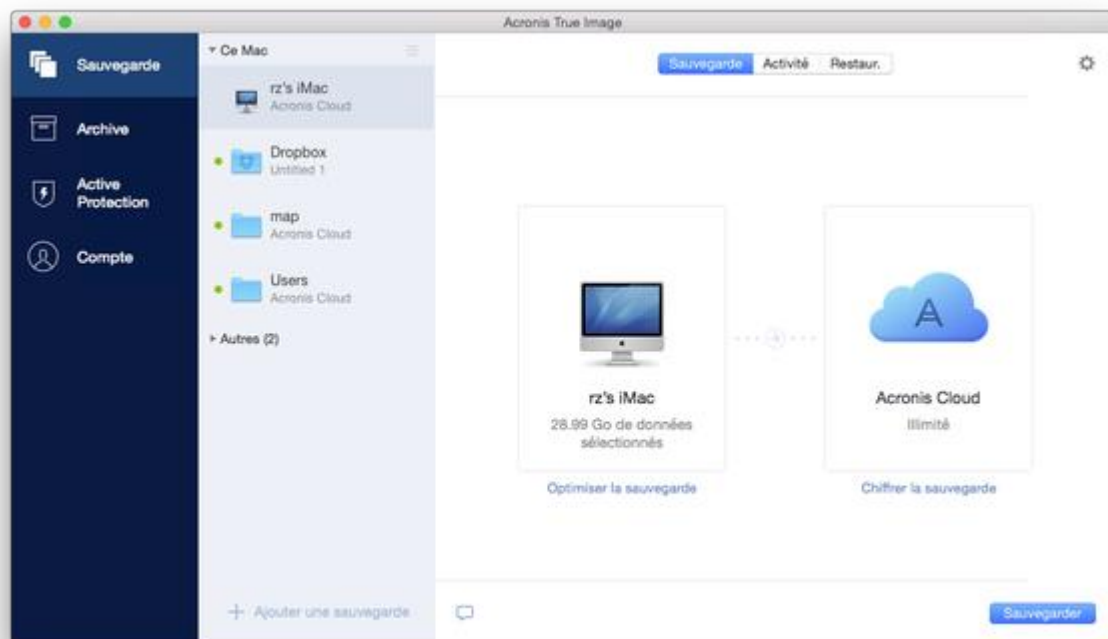 Acronis True Image
Sauvegarde
Archive
Active
Protection
Compte
Ce Mac
rz's iMac
Acronis Cloud
Dropbox
Untitled 1
map
Acronis Cloud
Users
Acronis Cloud
Autres (2)
Ajouter une sauvegarde
Sauvegarde Activité Restaur.
rz's iMac
28.99 Go de données
sélectionnés
Optimiser la sauvegarde
Acronis Cloud
Illimité
Chiffrer la sauvegarde
Sauvegarder